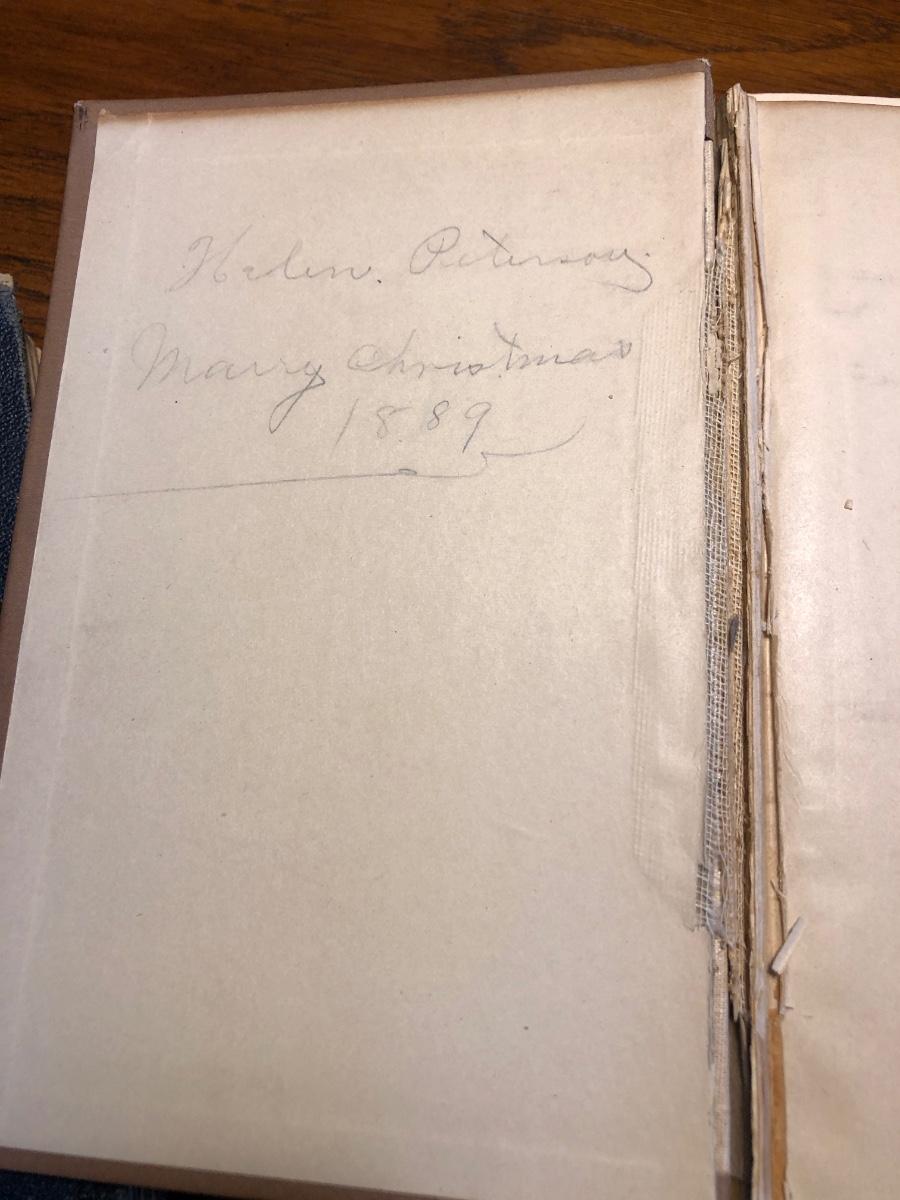 Helen. Peterson.
Marry Christmas
1889